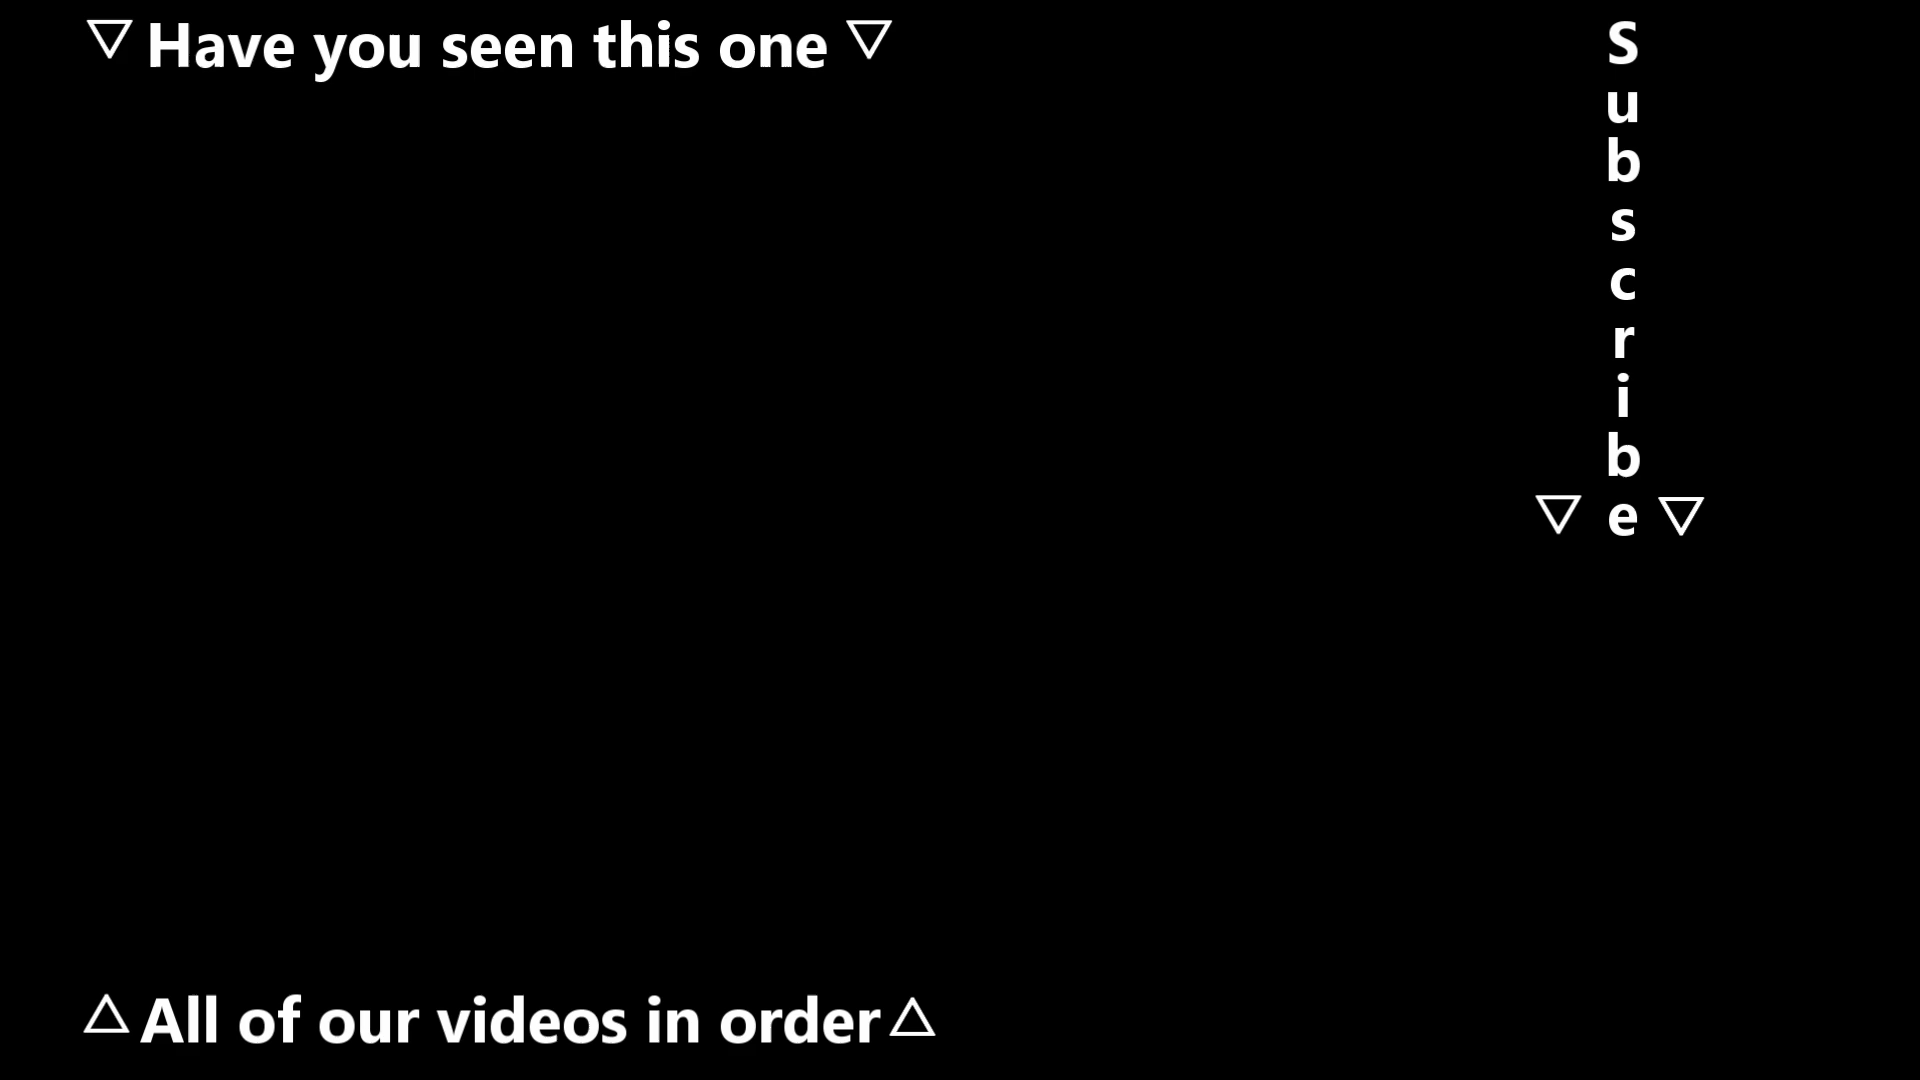 ▽ Have you seen this one ▽
S
u
b
s
c
r
i
b
▽ e ▽
△ All of our videos in order △